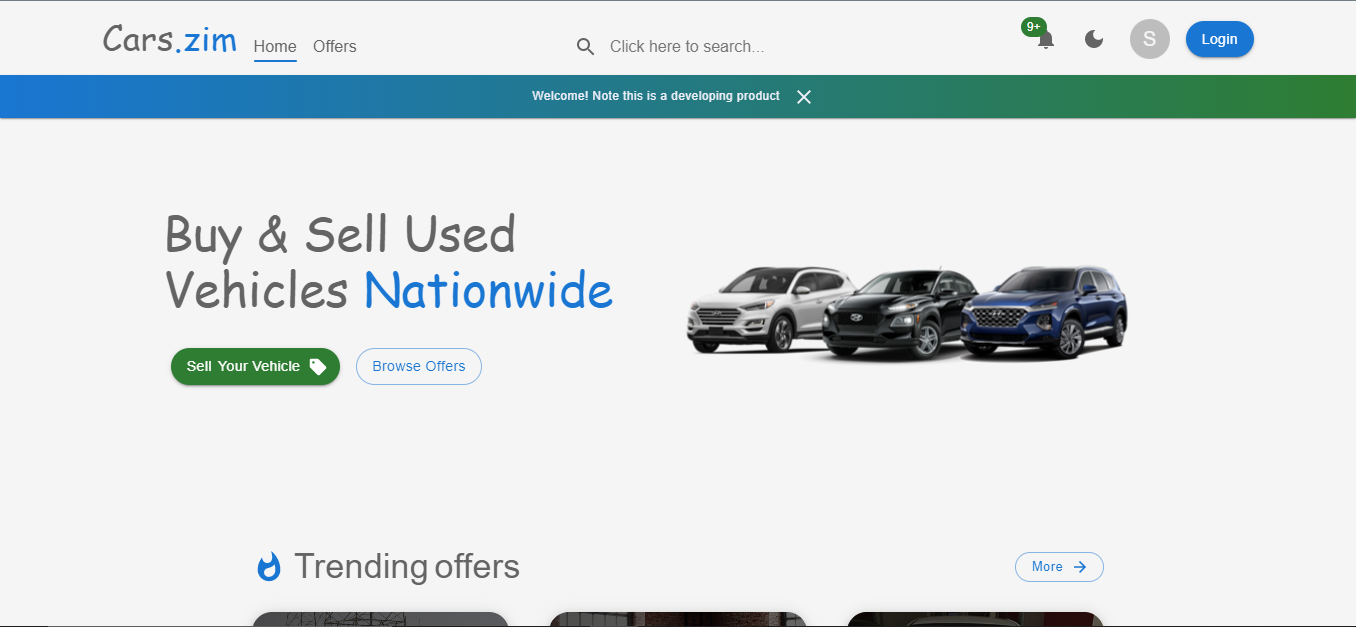 Cars.zim
Home Offers
Click here to search...
9+
S
Login
Welcome! Note this is a developing product
Buy & Sell Used
Vehicles Nationwide
Sell Your Vehicle
Browse Offers
Trending offers
More